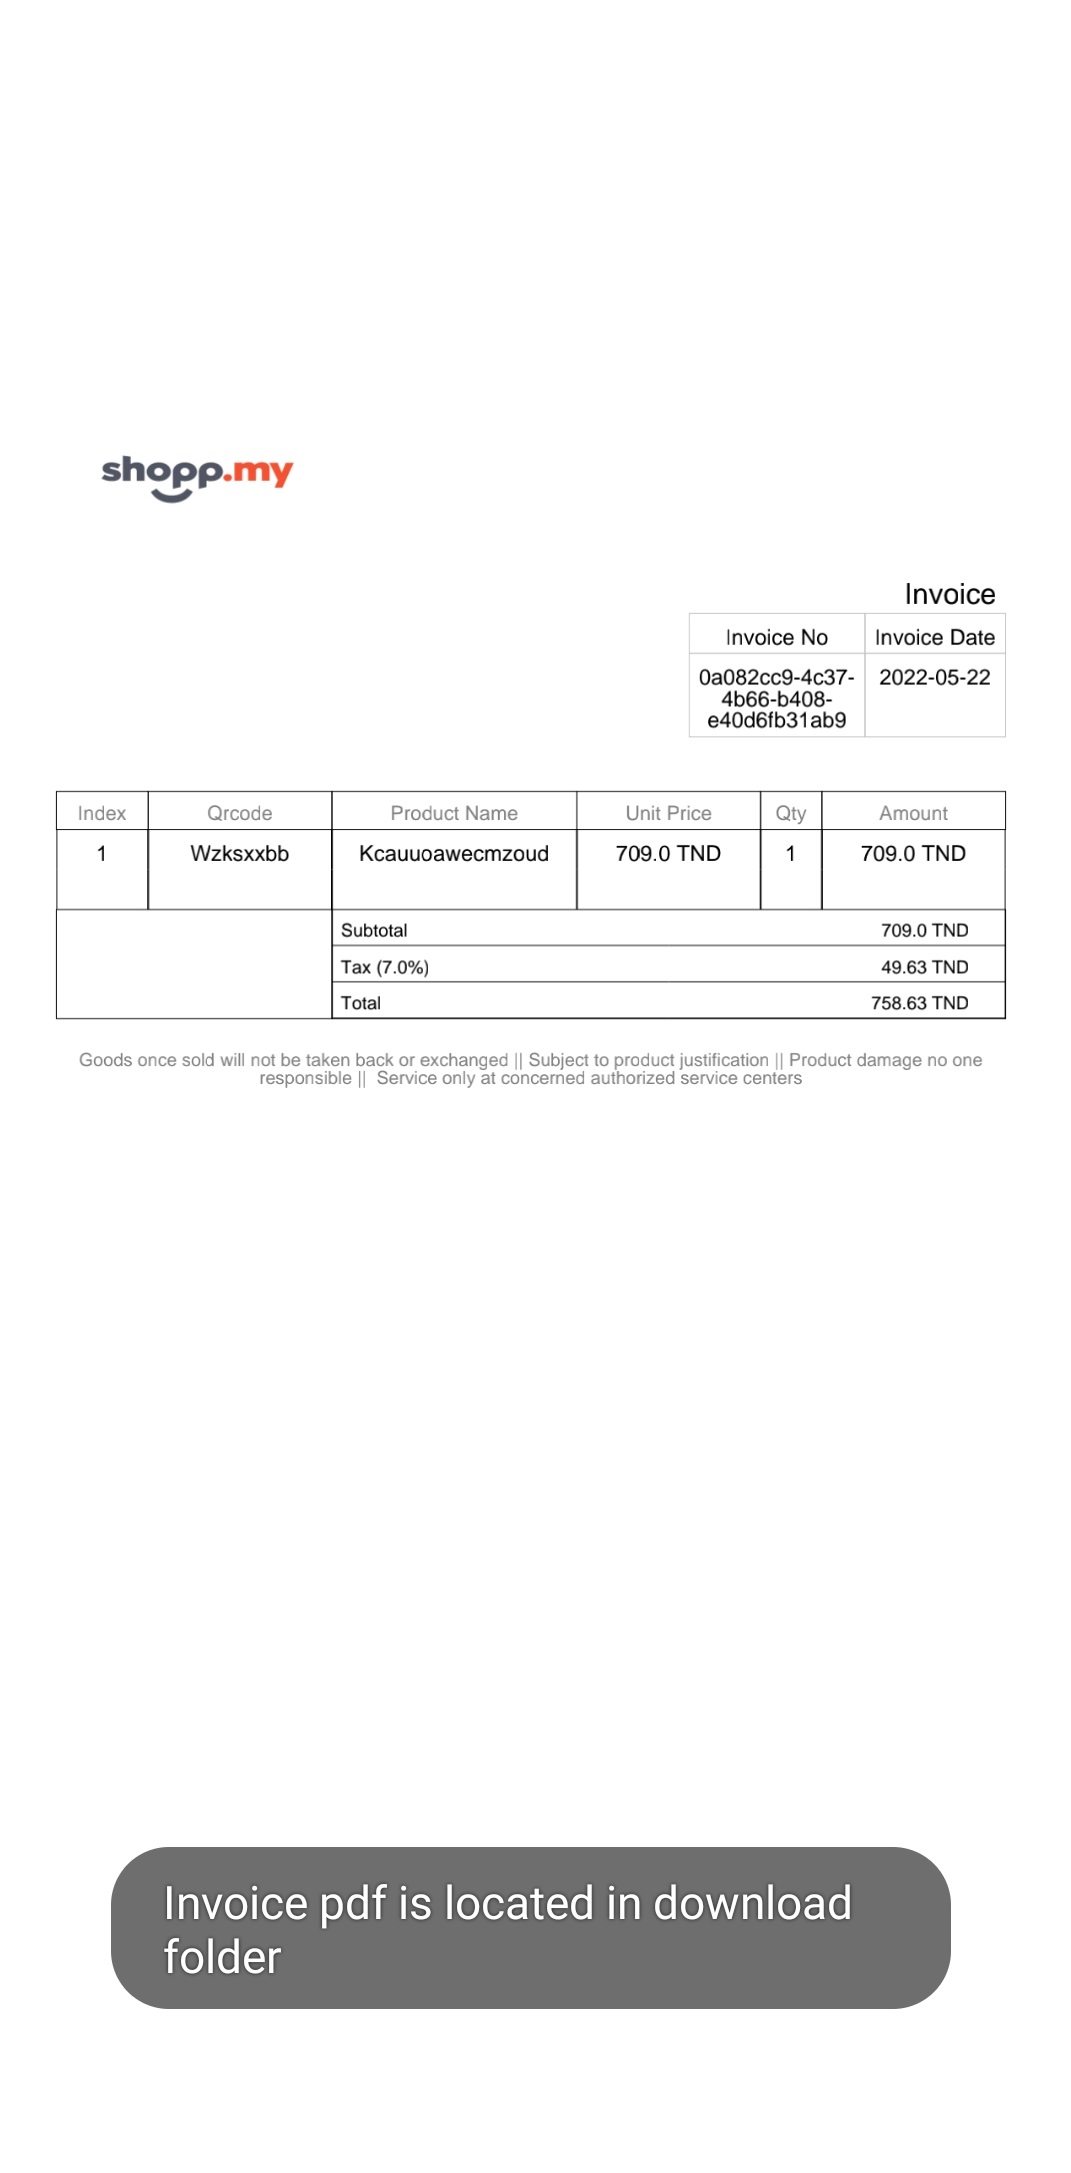 shopp.my
Invoice
Invoice No Invoice Date
0a082cc9-4c37- 2022-05-22
4b66-b408-
e40d6fb31ab9
Index Qrcode Product Name Unit Price Qty Amount
1 Wzksxxbb Kcauuoawecmzoud 709.0 TND 1 709.0 TND
Subtotal 709.0 TND
Tax (7.0%) 49.63 TND
Total 758.63 TND
Goods once sold will not be taken back or exchanged || Subject to product justification || Product damage no one
responsible || Service only at concerned authorized service centers
Invoice pdf is located in download
folder